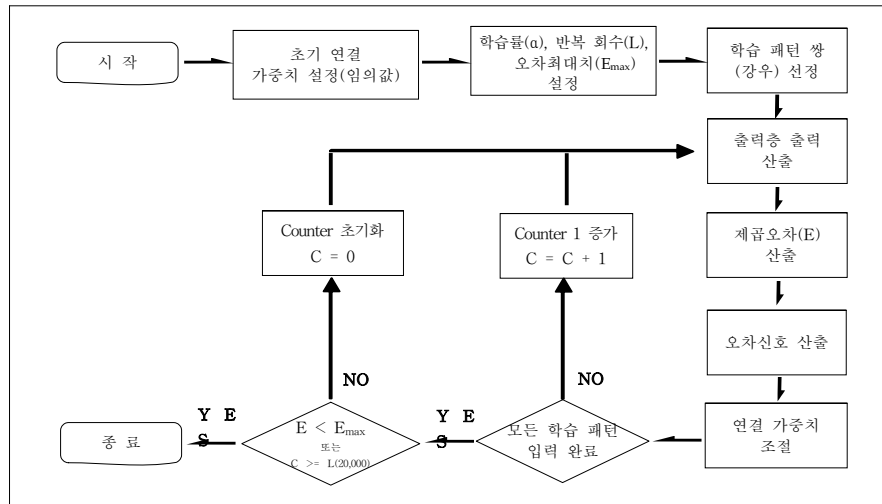 시 작
초기 연결
가중치 설정(임의값)
학습률(α), 반복 회수(L),
오차최대치(Emax)
설정
학습 패턴 쌍
(강우) 선정
출력층 출력
산출
제곱오차(E)
산출
오차신호 산출
연결 가중치
조절
모든 학습 패턴
입력 완료
NO
Counter 1 증가
C = C + 1
Y E
S
E < Emax
또는
C >= L(20,000)
NO
Counter 초기화
C = 0
Y E
S
종 료